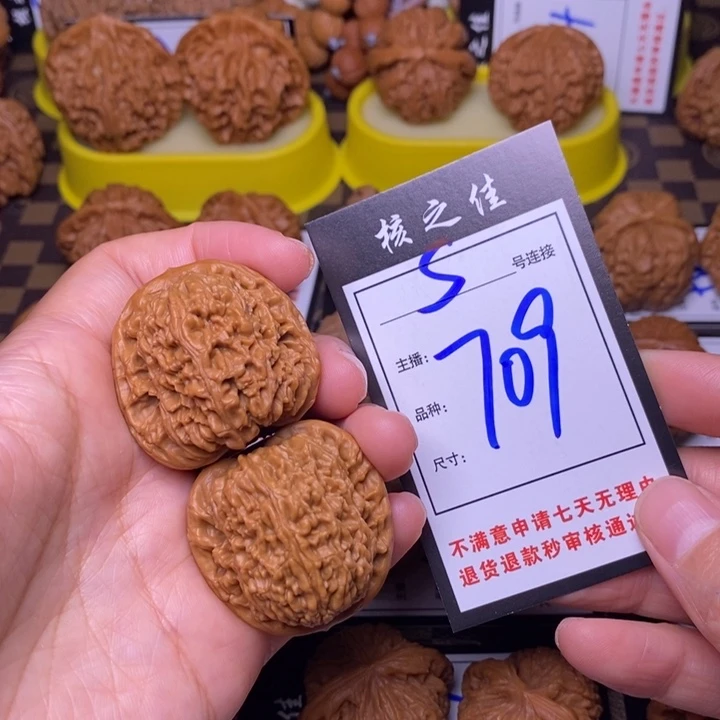 核之佳
5 号连接
主播:
709
品种:
尺寸:
不满意申请七天无理由
退货退款秒审核通过